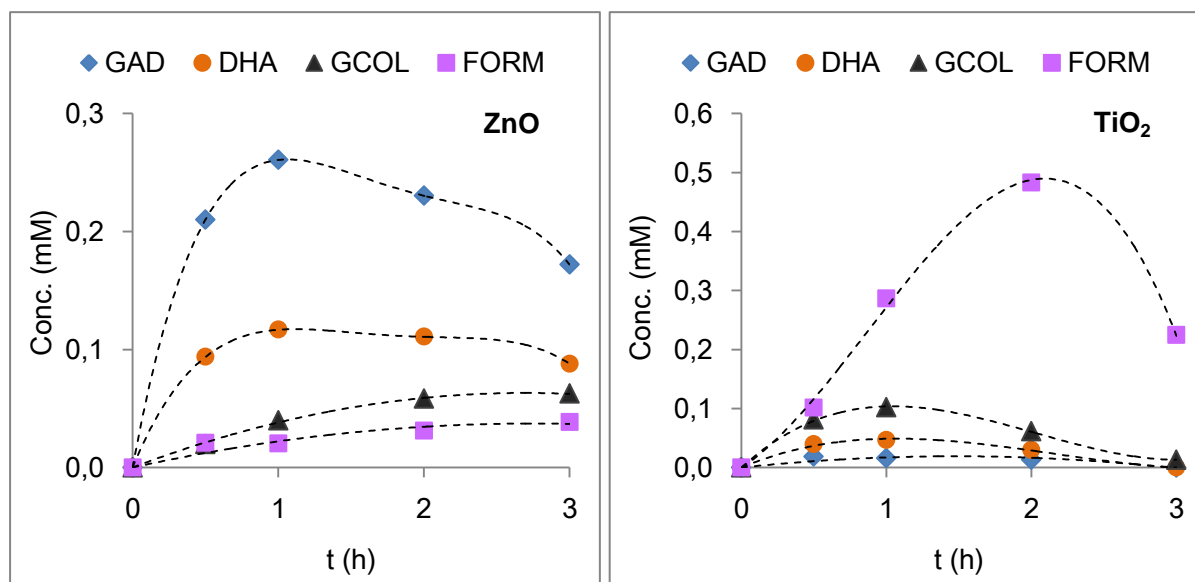 GAD DHA GCOL FORM
ZnO
0,3
0,2
0,1
0,0
Conc. (mM)
0 1 2 3
t (h)
GAD DHA GCOL FORM
TiO₂
0,6
0,5
0,4
0,3
0,2
0,1
0,0
Conc. (mM)
0 1 2 3
t (h)